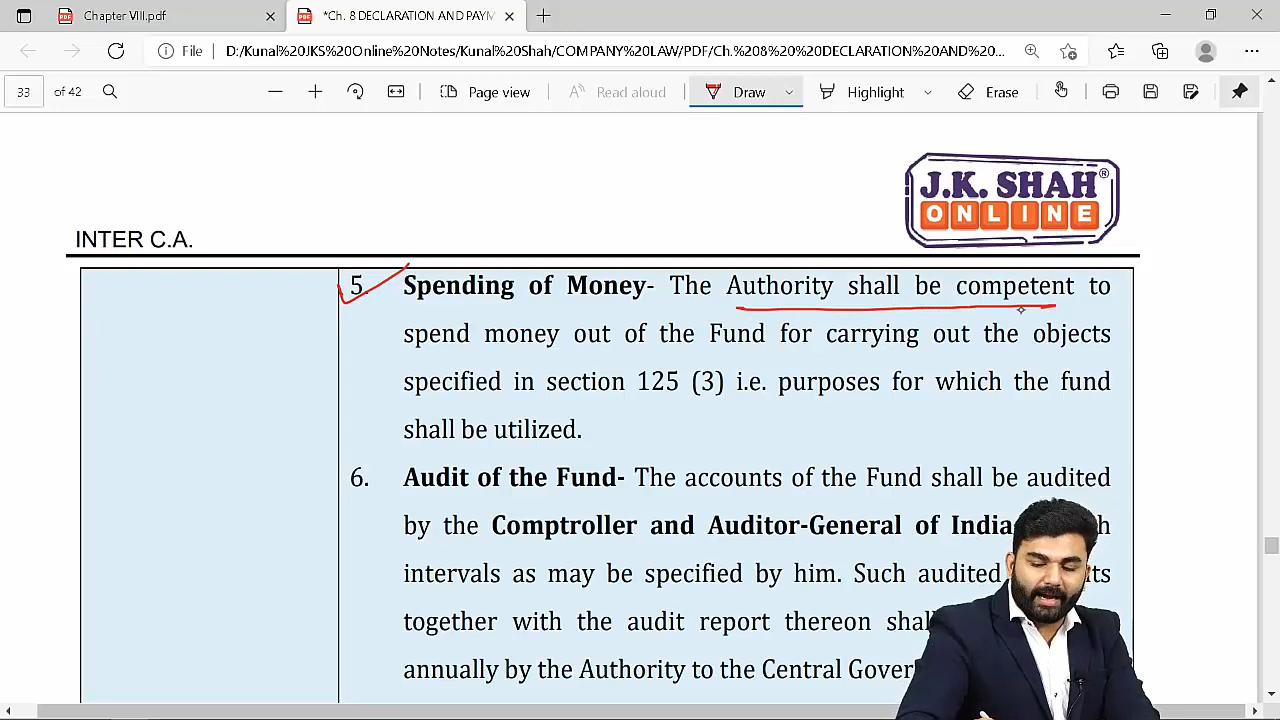 Chapter VIII.pdf
*Ch. 8 DECLARATION AND PAYM
File
D:/Kunal%20JKS%20Online%20Notes/Kunal%20Shah/COMPANY%20LAW/PDF/Ch.%208%20%20DECLARATION%20AND%20...
33 of 42
Page view
Read aloud
Draw
Highlight
Erase
J.K. SHAH®
ONLINE
INTER C.A.
5. Spending of Money- The Authority shall be competent to
spend money out of the Fund for carrying out the objects
specified in section 125 (3) i.e. purposes for which the fund
shall be utilized.
6. Audit of the Fund- The accounts of the Fund shall be audited
by the Comptroller and Auditor-General of India
intervals as may be specified by him. Such audited
together with the audit report thereon
annually by the Authority to the Central